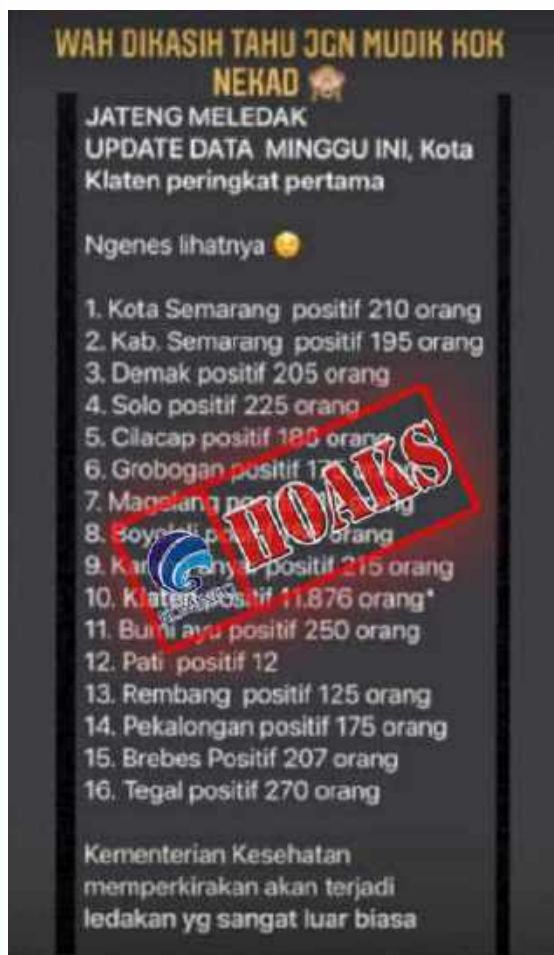 WAH DIKASIH TAHU JGN MUDIK KOK
NEKAD 🙈
JATENG MELEDAK
UPDATE DATA MINGGU INI, Kota
Klaten peringkat pertama
Ngenes lihatnya 😔
1. Kota Semarang positif 210 orang
2. Kab. Semarang positif 195 orang
3. Demak positif 205 orang
4. Solo positif 225 orang
5. Cilacap positif orang
6. Grobogan positif
7. Magelang
8. Boyolali orang
9. positif 215 orang
10. Klaten positif 11.876 orang*
11. Bumi ayu positif 250 orang
12. Pati positif 12
13. Rembang positif 125 orang
14. Pekalongan positif 175 orang
15. Brebes Positif 207 orang
16. Tegal positif 270 orang
HOAKS
Kementerian Kesehatan
memperkirakan akan terjadi
ledakan yg sangat luar biasa